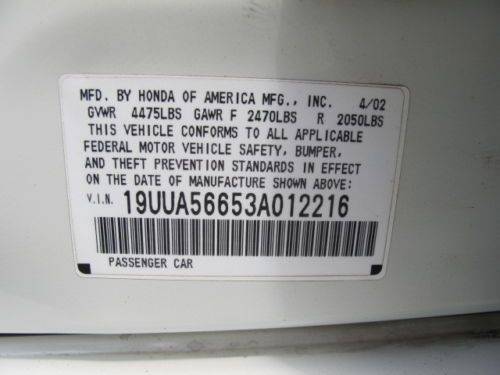 MFD. BY HONDA OF AMERICA MFG., INC. 4/02
GVWR 4475LBS GAWR F 2470LBS R 2050LBS
THIS VEHICLE CONFORMS TO ALL APPLICABLE
FEDERAL MOTOR VEHICLE SAFETY, BUMPER,
AND THEFT PREVENTION STANDARDS IN EFFECT
ON THE DATE OF MANUFACTURE SHOWN ABOVE:
V.I.N. 19UUA56653A012216
PASSENGER CAR